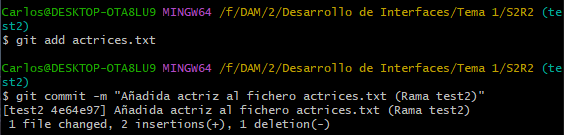 Carlos@DESKTOP-OTA8LU9 MINGW64 /f/DAM/2/Desarrollo de Interfaces/Tema 1/S2R2 (te
st2)
$ git add actrices.txt
Carlos@DESKTOP-OTA8LU9 MINGW64 /f/DAM/2/Desarrollo de Interfaces/Tema 1/S2R2 (te
st2)
$ git commit -m "Añadida actriz al fichero actrices.txt (Rama test2)"
[test2 4e64e97] Añadida actriz al fichero actrices.txt (Rama test2)
 1 file changed, 2 insertions(+), 1 deletion(-)